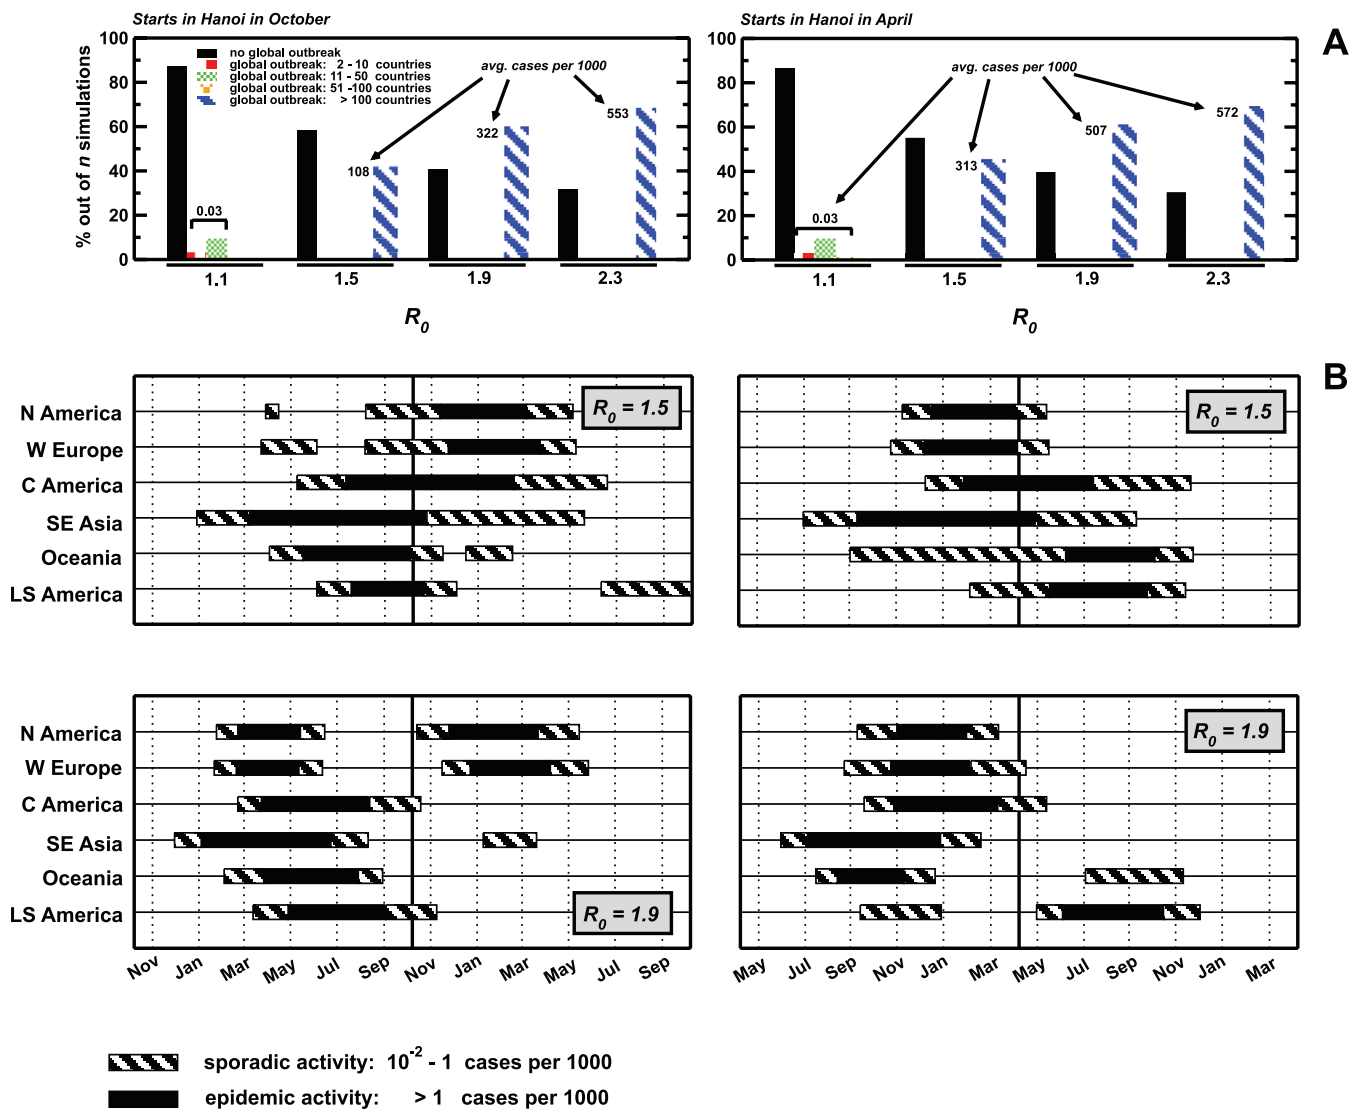 Starts in Hanoi in October
Starts in Hanoi in April
A
% out of n simulations
100
80
60
40
20
0
no global outbreak
global outbreak: 2 - 10 countries
global outbreak: 11 - 50 countries
global outbreak: 51 -100 countries
global outbreak: > 100 countries
avg. cases per 1000
0.03
108
322
553
1.1
1.5
1.9
2.3
R0
100
80
60
40
20
0
avg. cases per 1000
0.03
313
507
572
1.1
1.5
1.9
2.3
R0
B
N America
W Europe
C America
SE Asia
Oceania
LS America
R0 = 1.5
R0 = 1.5
N America
W Europe
C America
SE Asia
Oceania
LS America
R0 = 1.9
R0 = 1.9
Nov Jan Mar May Jul Sep Nov Jan Mar May Jul Sep
May Jul Sep Nov Jan Mar May Jul Sep Nov Jan Mar
sporadic activity: 10-2 - 1 cases per 1000
epidemic activity: > 1 cases per 1000